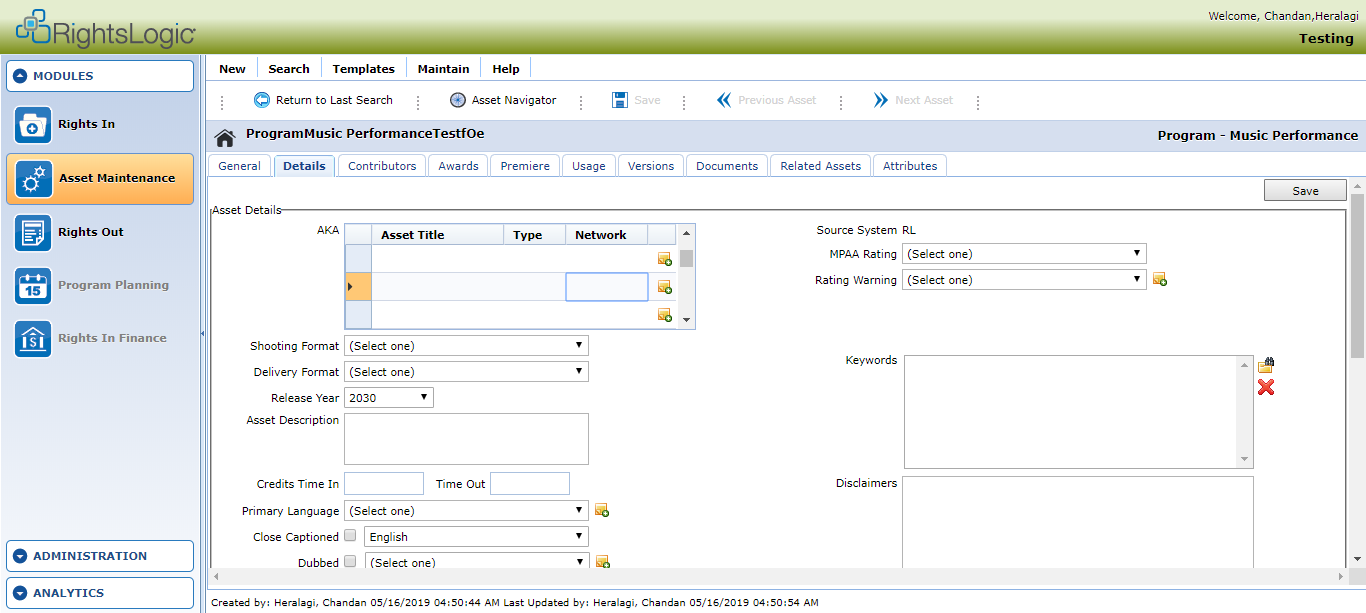 RightsLogic
Welcome, Chandan,Heralagi
Testing
MODULES
Rights In
Asset Maintenance
Rights Out
15
Program Planning
$
Rights In Finance
ADMINISTRATION
ANALYTICS
New Search Templates Maintain Help
Return to Last Search Asset Navigator Save Previous Asset Next Asset
ProgramMusic PerformanceTestfOe Program - Music Performance
General Details Contributors Awards Premiere Usage Versions Documents Related Assets Attributes
Save
Asset Details
AKA Asset Title Type Network
Source System RL
MPAA Rating (Select one)
Rating Warning (Select one)
Shooting Format (Select one)
Delivery Format (Select one)
Release Year 2030
Asset Description
Keywords
Credits Time In Time Out
Disclaimers
Primary Language (Select one)
Close Captioned English
Dubbed (Select one)
Created by: Heralagi, Chandan 05/16/2019 04:50:44 AM Last Updated by: Heralagi, Chandan 05/16/2019 04:50:54 AM